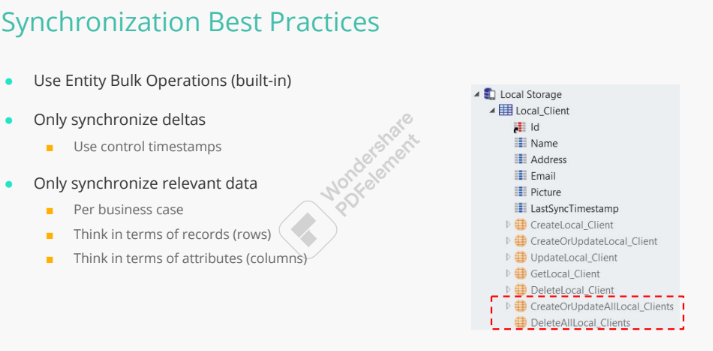 Synchronization Best Practices
Use Entity Bulk Operations (built-in)
Only synchronize deltas
Use control timestamps
Only synchronize relevant data
Per business case
Think in terms of records (rows)
Think in terms of attributes (columns)
Wondershare
PDFelement
Local Storage
Local_Client
Id
Name
Address
Email
Picture
LastSyncTimestamp
CreateLocal_Client
CreateOrUpdateLocal_Client
UpdateLocal_Client
GetLocal_Client
DeleteLocal_Client
CreateOrUpdateAllLocal_Clients
DeleteAllLocal_Clients